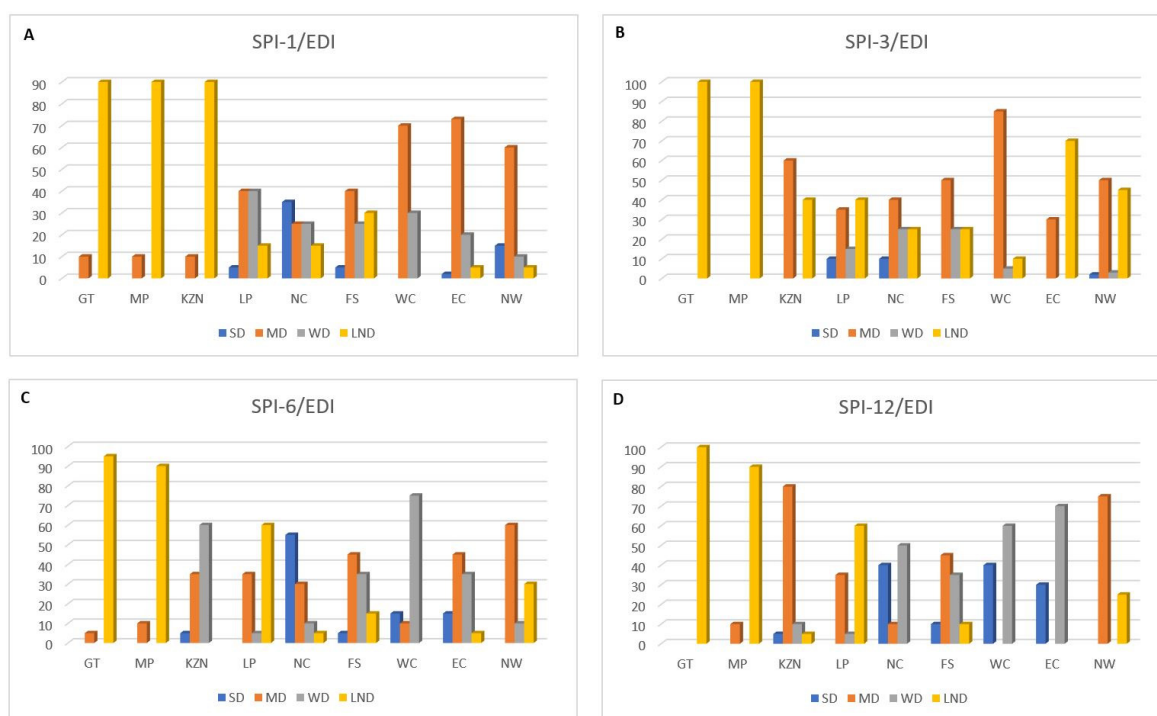 A
SPI-1/EDI
90
80
70
60
50
40
30
20
10
0
GT MP KZN LP NC FS WC EC NW
SD MD WD LND
B
SPI-3/EDI
100
90
80
70
60
50
40
30
20
10
0
GT MP KZN LP NC FS WC EC NW
SD MD WD LND
C
SPI-6/EDI
100
90
80
70
60
50
40
30
20
10
0
GT MP KZN LP NC FS WC EC NW
SD MD WD LND
D
SPI-12/EDI
100
90
80
70
60
50
40
30
20
10
0
GT MP KZN LP NC FS WC EC NW
SD MD WD LND